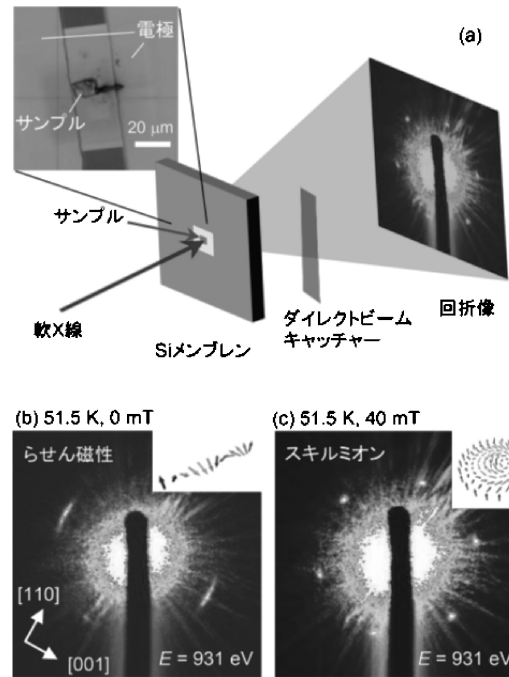 (a)
電極
サンプル
20 μm
サンプル
軟X線
Siメンブレン
ダイレクトビーム
キャッチャー
回折像
(b) 51.5 K, 0 mT
らせん磁性
[110]
[001]
E = 931 eV
(c) 51.5 K, 40 mT
スキルミオン
E = 931 eV